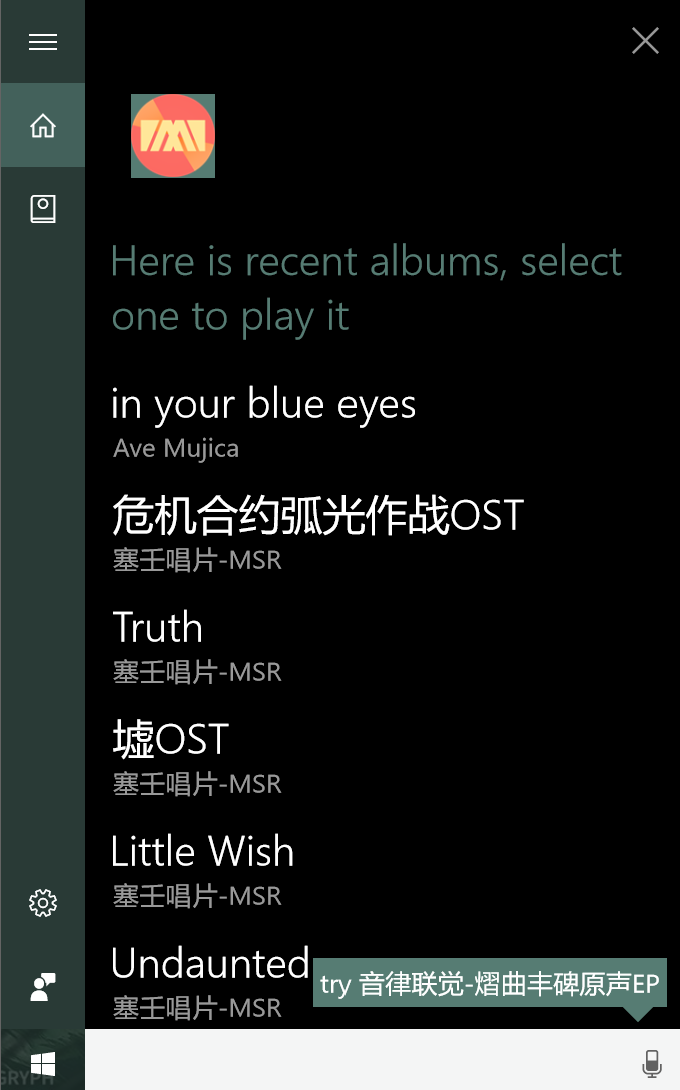 Here is recent albums, select
one to play it
in your blue eyes
Ave Mujica
危机合约弧光作战OST
塞壬唱片-MSR
Truth
塞壬唱片-MSR
墟OST
塞壬唱片-MSR
Little Wish
塞壬唱片-MSR
Undaunted
塞壬唱片-MSR
try 音律联觉-熠曲丰碑原声EP
GRYPH